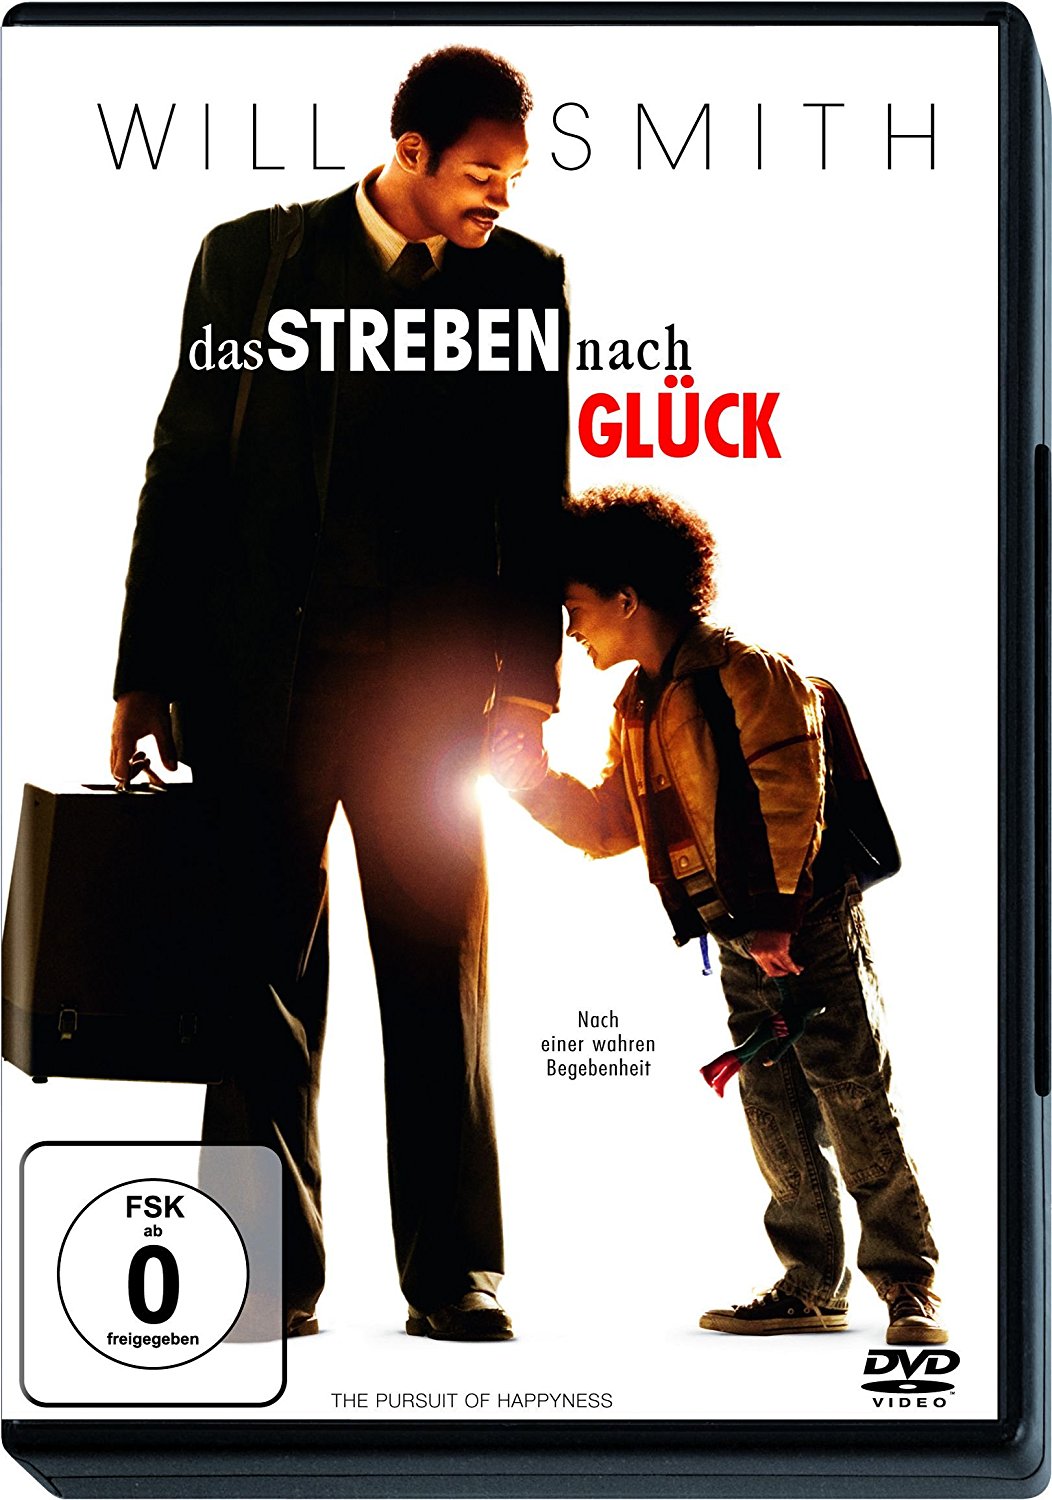 WILL SMITH
das STREBEN nach
GLÜCK
Nach
einer wahren
Begebenheit
FSK
ab
0
freigegeben
THE PURSUIT OF HAPPYNESS
DVD
VIDEO